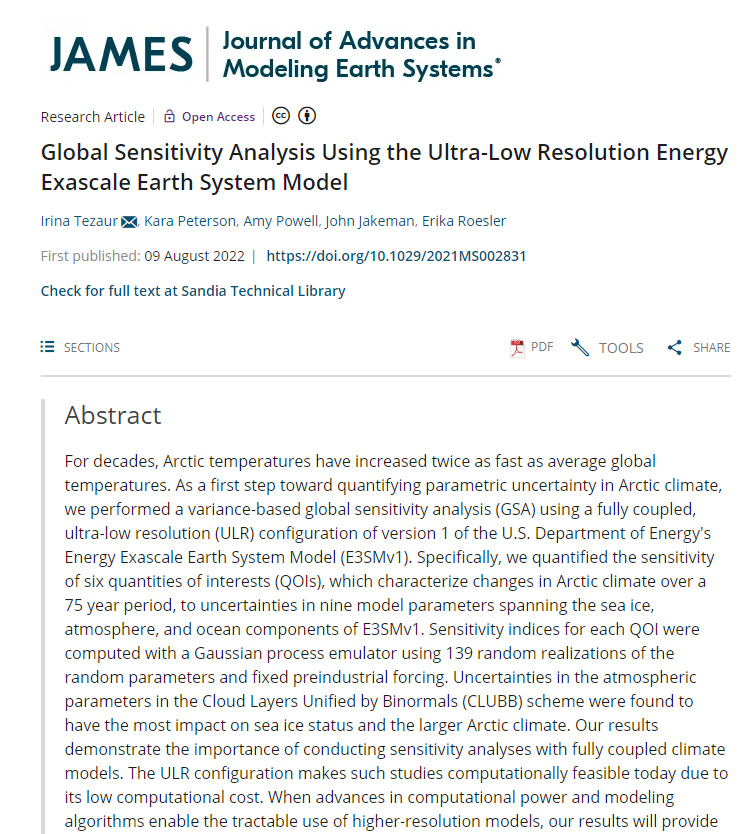 JAMES
Journal of Advances in
Modeling Earth Systems®
Research Article
Open Access
cc
Global Sensitivity Analysis Using the Ultra-Low Resolution Energy
Exascale Earth System Model
Irina Tezaur, Kara Peterson, Amy Powell, John Jakeman, Erika Roesler
First published: 09 August 2022 | https://doi.org/10.1029/2021MS002831
Check for full text at Sandia Technical Library
SECTIONS
PDF TOOLS SHARE
Abstract
For decades, Arctic temperatures have increased twice as fast as average global
temperatures. As a first step toward quantifying parametric uncertainty in Arctic climate,
we performed a variance-based global sensitivity analysis (GSA) using a fully coupled,
ultra-low resolution (ULR) configuration of version 1 of the U.S. Department of Energy's
Energy Exascale Earth System Model (E3SMv1). Specifically, we quantified the sensitivity
of six quantities of interests (QOIs), which characterize changes in Arctic climate over a
75 year period, to uncertainties in nine model parameters spanning the sea ice,
atmosphere, and ocean components of E3SMv1. Sensitivity indices for each QOI were
computed with a Gaussian process emulator using 139 random realizations of the
random parameters and fixed preindustrial forcing. Uncertainties in the atmospheric
parameters in the Cloud Layers Unified by Binormals (CLUBB) scheme were found to
have the most impact on sea ice status and the larger Arctic climate. Our results
demonstrate the importance of conducting sensitivity analyses with fully coupled climate
models. The ULR configuration makes such studies computationally feasible today due to
its low computational cost. When advances in computational power and modeling
algorithms enable the tractable use of higher-resolution models, our results will provide